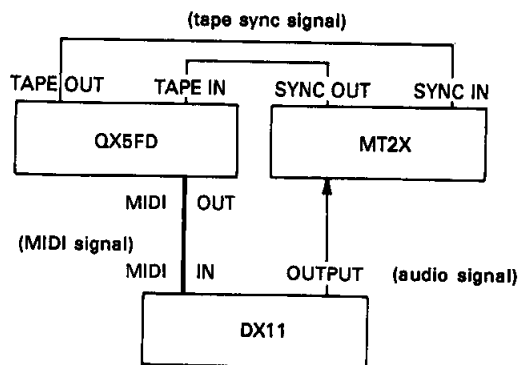 (tape sync signal)
TAPE OUT TAPE IN SYNC OUT SYNC IN
QX5FD MT2X
MIDI OUT
(MIDI signal)
MIDI IN OUTPUT (audio signal)
DX11